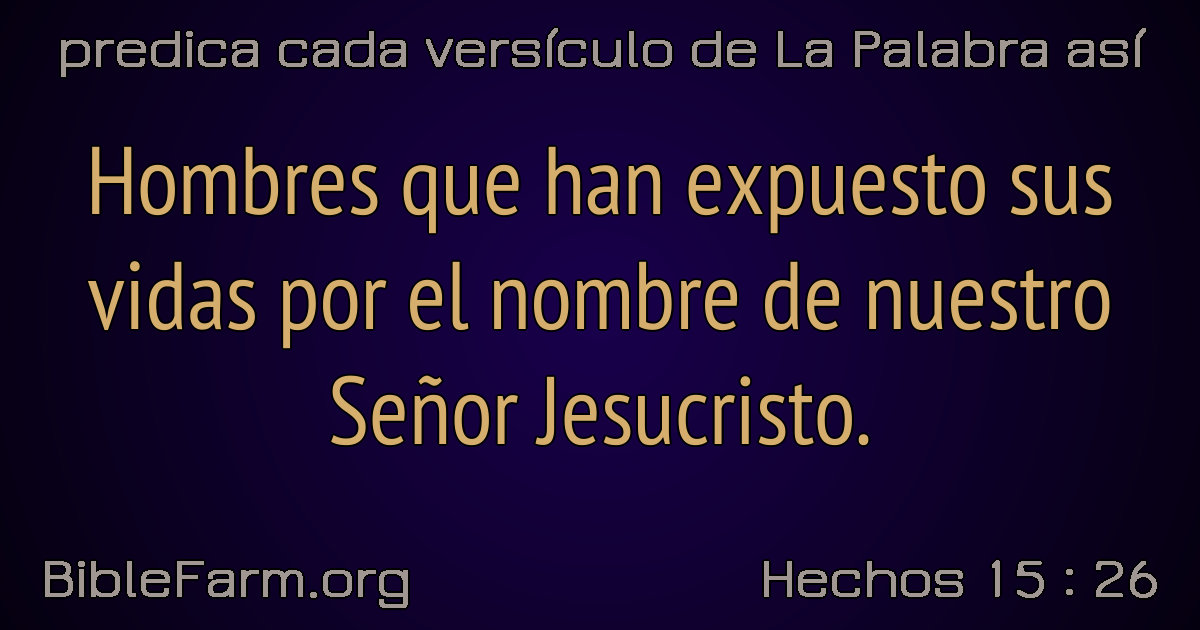 predica cada versículo de La Palabra así
Hombres que han expuesto sus
vidas por el nombre de nuestro
Señor Jesucristo.
BibleFarm.org
Hechos 15 : 26